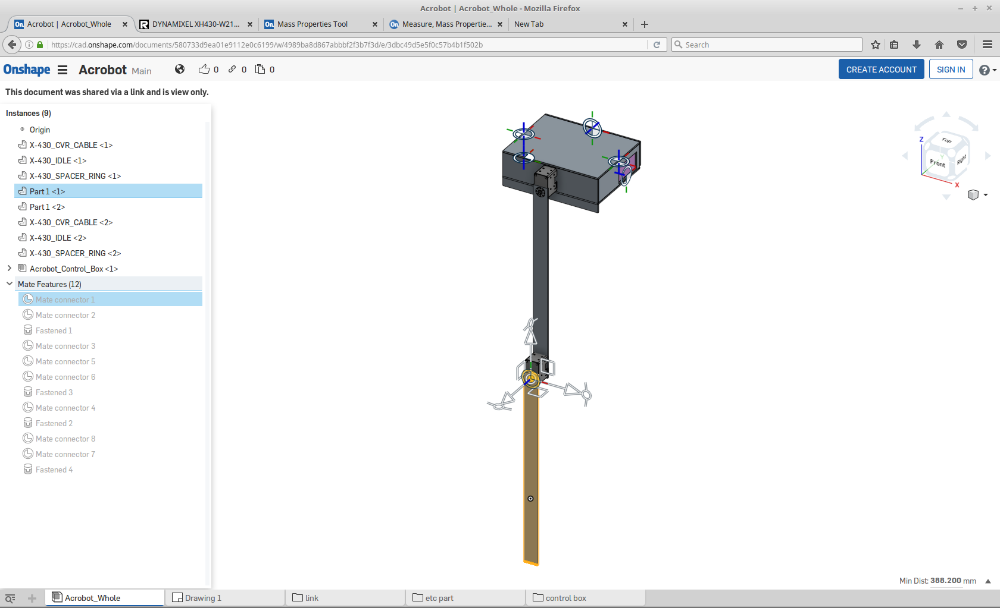 Acrobot | Acrobot_Whole - Mozilla Firefox
Acrobot | Acrobot_Whole
DYNAMIXEL XH430-W21...
Mass Properties Tool
Measure, Mass Propertie...
New Tab
https://cad.onshape.com/documents/580733d9ea01e9112e0c6199/w/4989ba8d867abbbf2f3b7f3d/e/3dbc49d5e5f0c57b4b1f502b
Search
Onshape
Acrobot Main
0
0
0
CREATE ACCOUNT
SIGN IN
This document was shared via a link and is view only.
Instances (9)
Origin
X-430_CVR_CABLE <1>
X-430_IDLE <1>
X-430_SPACER_RING <1>
Part 1 <1>
Part 1 <2>
X-430_CVR_CABLE <2>
X-430_IDLE <2>
X-430_SPACER_RING <2>
Acrobot_Control_Box <1>
Mate Features (12)
Mate connector 1
Mate connector 2
Fastened 1
Mate connector 3
Mate connector 5
Mate connector 6
Fastened 3
Mate connector 4
Fastened 2
Mate connector 8
Mate connector 7
Fastened 4
Z
Top
Y
Front
Right
X
Min Dist: 388.200 mm
Acrobot_Whole
Drawing 1
link
etc part
control box